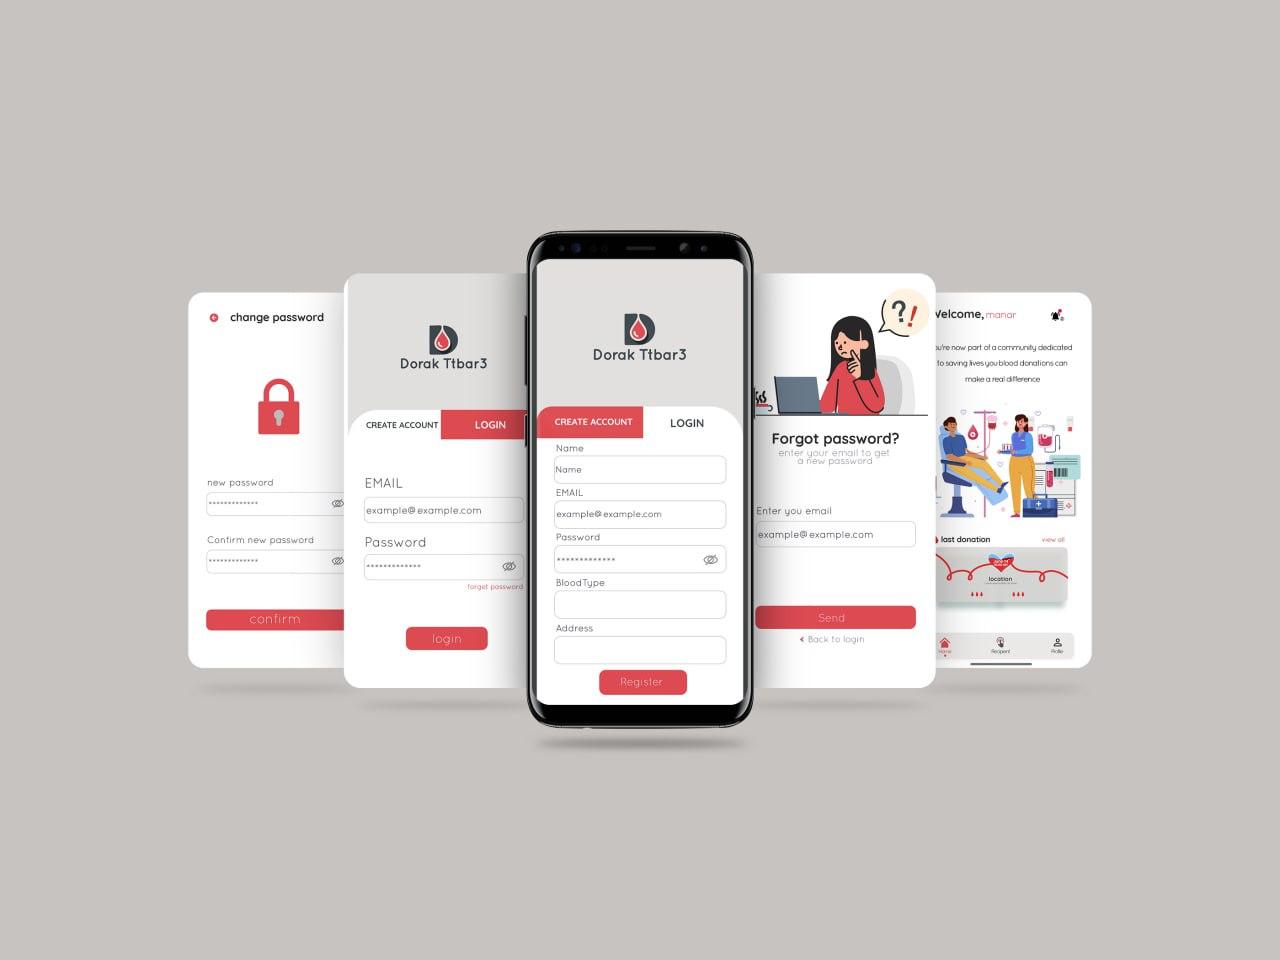 change password
new password
*************
Confirm new password
*************
confirm
Dorak Ttbar3
CREATE ACCOUNT
LOGIN
EMAIL
example@example.com
Password
*************
forget password
login
Dorak Ttbar3
CREATE ACCOUNT
LOGIN
Name
Name
EMAIL
example@example.com
Password
*************
BloodType
Address
Register
?!
Forgot password?
enter your email to get
a new password
Enter you email
example@example.com
Send
Back to login
Welcome, manar
you're now part of a community dedicated
to saving lives you blood donations can
make a real difference
last donation
view all
location
Home
Profile